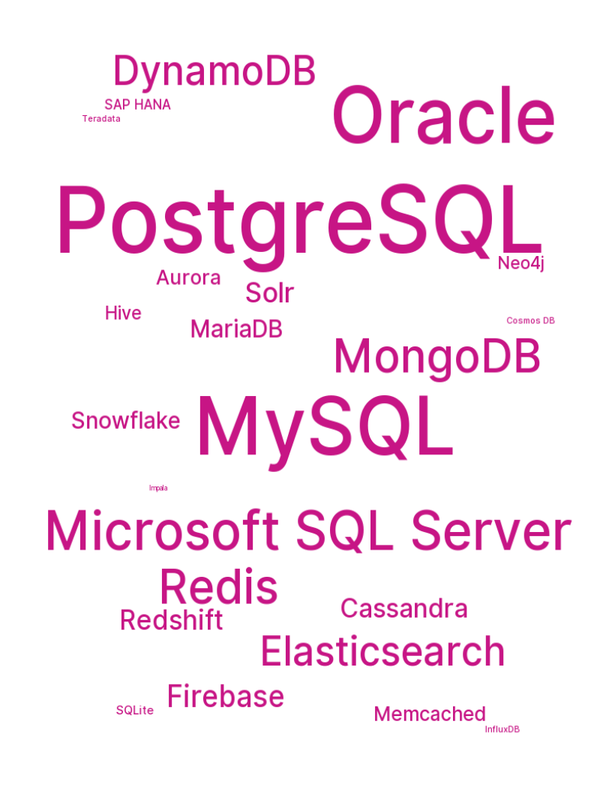 DynamoDB
SAP HANA
Teradata
Oracle
PostgreSQL
Neo4j
Aurora
Solr
Hive
MariaDB
Cosmos DB
MongoDB
MySQL
Snowflake
Impala
Microsoft SQL Server
Redis
Redshift
Cassandra
Elasticsearch
Firebase
SQLite
Memcached
InfluxDB